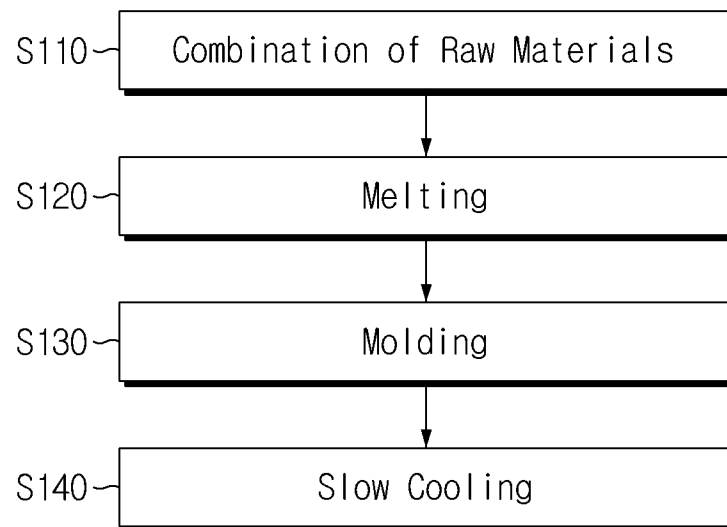 S110 Combination of Raw Materials
S120 Melting
S130 Molding
S140 Slow Cooling